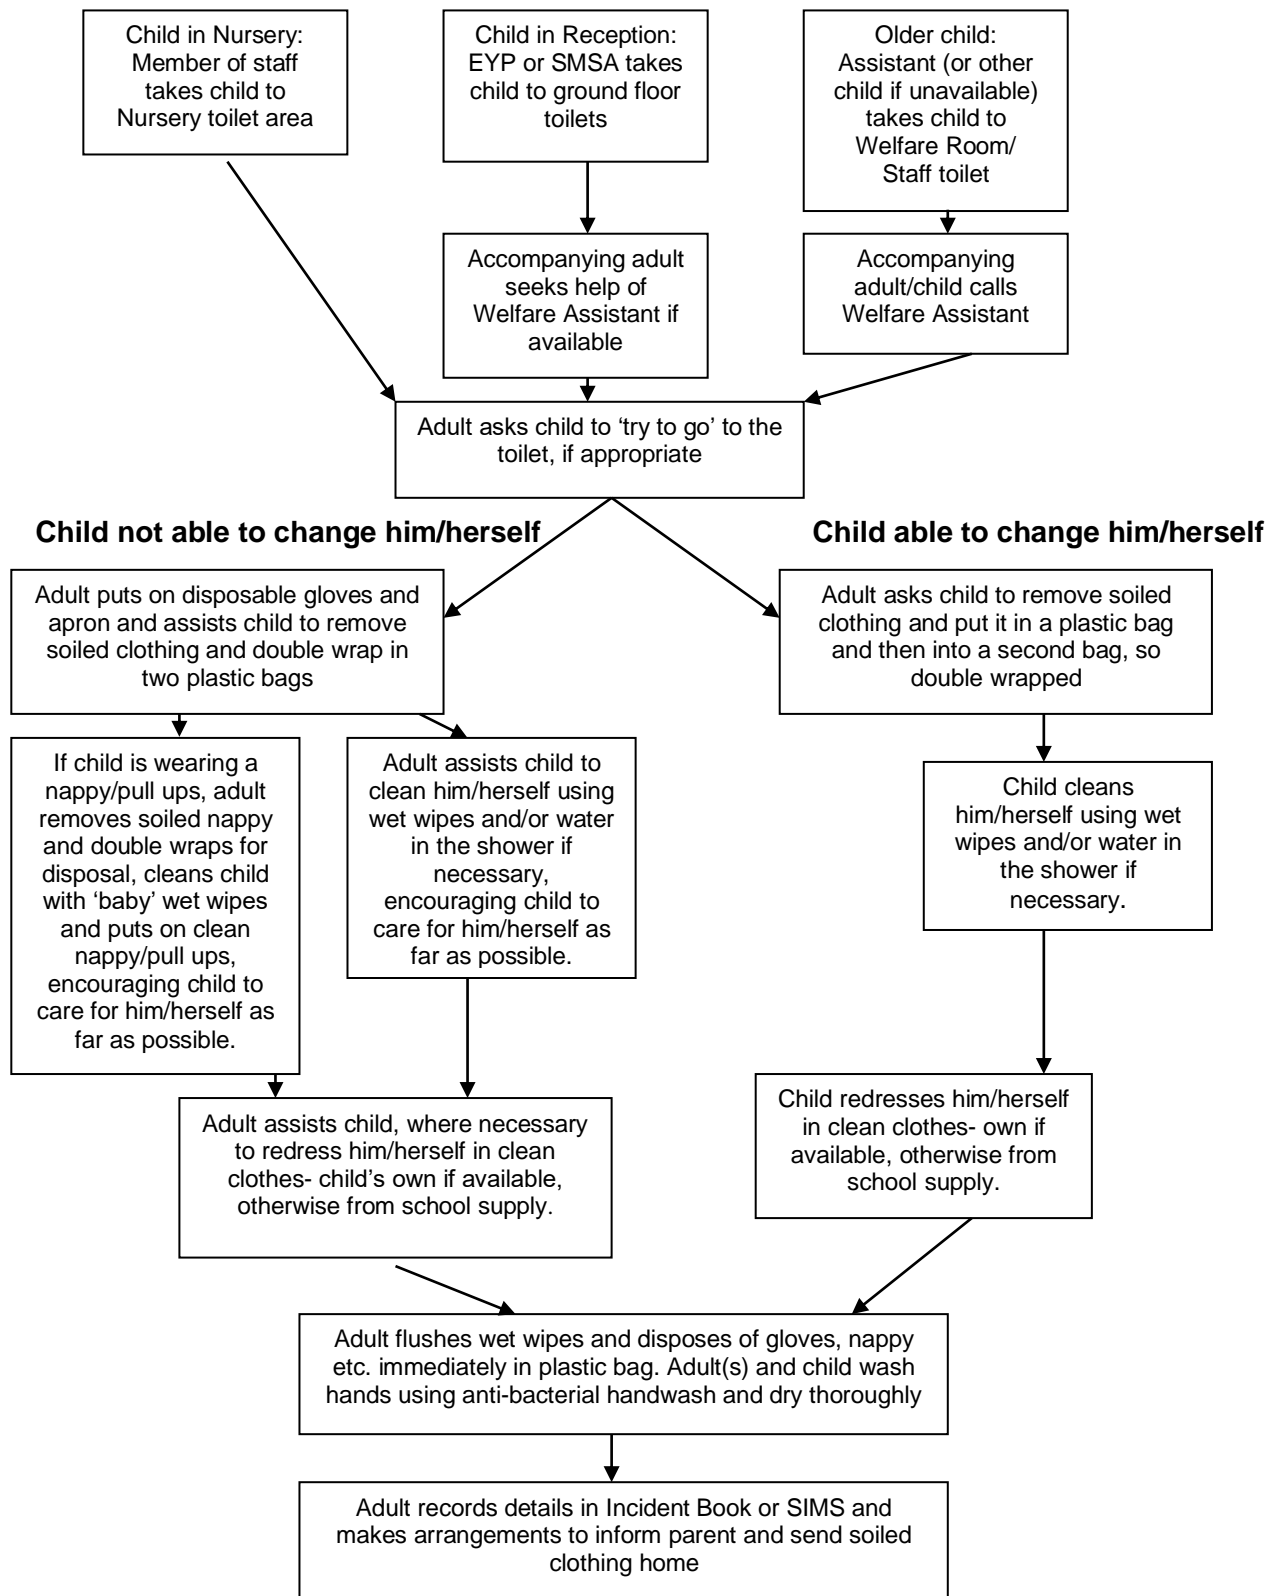 Child in Nursery:
Member of staff
takes child to
Nursery toilet area
Child in Reception:
EYP or SMSA takes
child to ground floor
toilets
Older child:
Assistant (or other
child if unavailable)
takes child to
Welfare Room/
Staff toilet
Accompanying adult
seeks help of
Welfare Assistant if
available
Accompanying
adult/child calls
Welfare Assistant
Adult asks child to ‘try to go’ to the
toilet, if appropriate
Child not able to change him/herself
Child able to change him/herself
Adult puts on disposable gloves and
apron and assists child to remove
soiled clothing and double wrap in
two plastic bags
Adult asks child to remove soiled
clothing and put it in a plastic bag
and then into a second bag, so
double wrapped
If child is wearing a
nappy/pull ups, adult
removes soiled nappy
and double wraps for
disposal, cleans child
with ‘baby’ wet wipes
and puts on clean
nappy/pull ups,
encouraging child to
care for him/herself as
far as possible.
Adult assists child to
clean him/herself using
wet wipes and/or water
in the shower if
necessary,
encouraging child to
care for him/herself as
far as possible.
Child cleans
him/herself using wet
wipes and/or water in
the shower if
necessary.
Adult assists child, where necessary
to redress him/herself in clean
clothes- child’s own if available,
otherwise from school supply.
Child redresses him/herself
in clean clothes- own if
available, otherwise from
school supply.
Adult flushes wet wipes and disposes of gloves, nappy
etc. immediately in plastic bag. Adult(s) and child wash
hands using anti-bacterial handwash and dry thoroughly
Adult records details in Incident Book or SIMS and
makes arrangements to inform parent and send soiled
clothing home